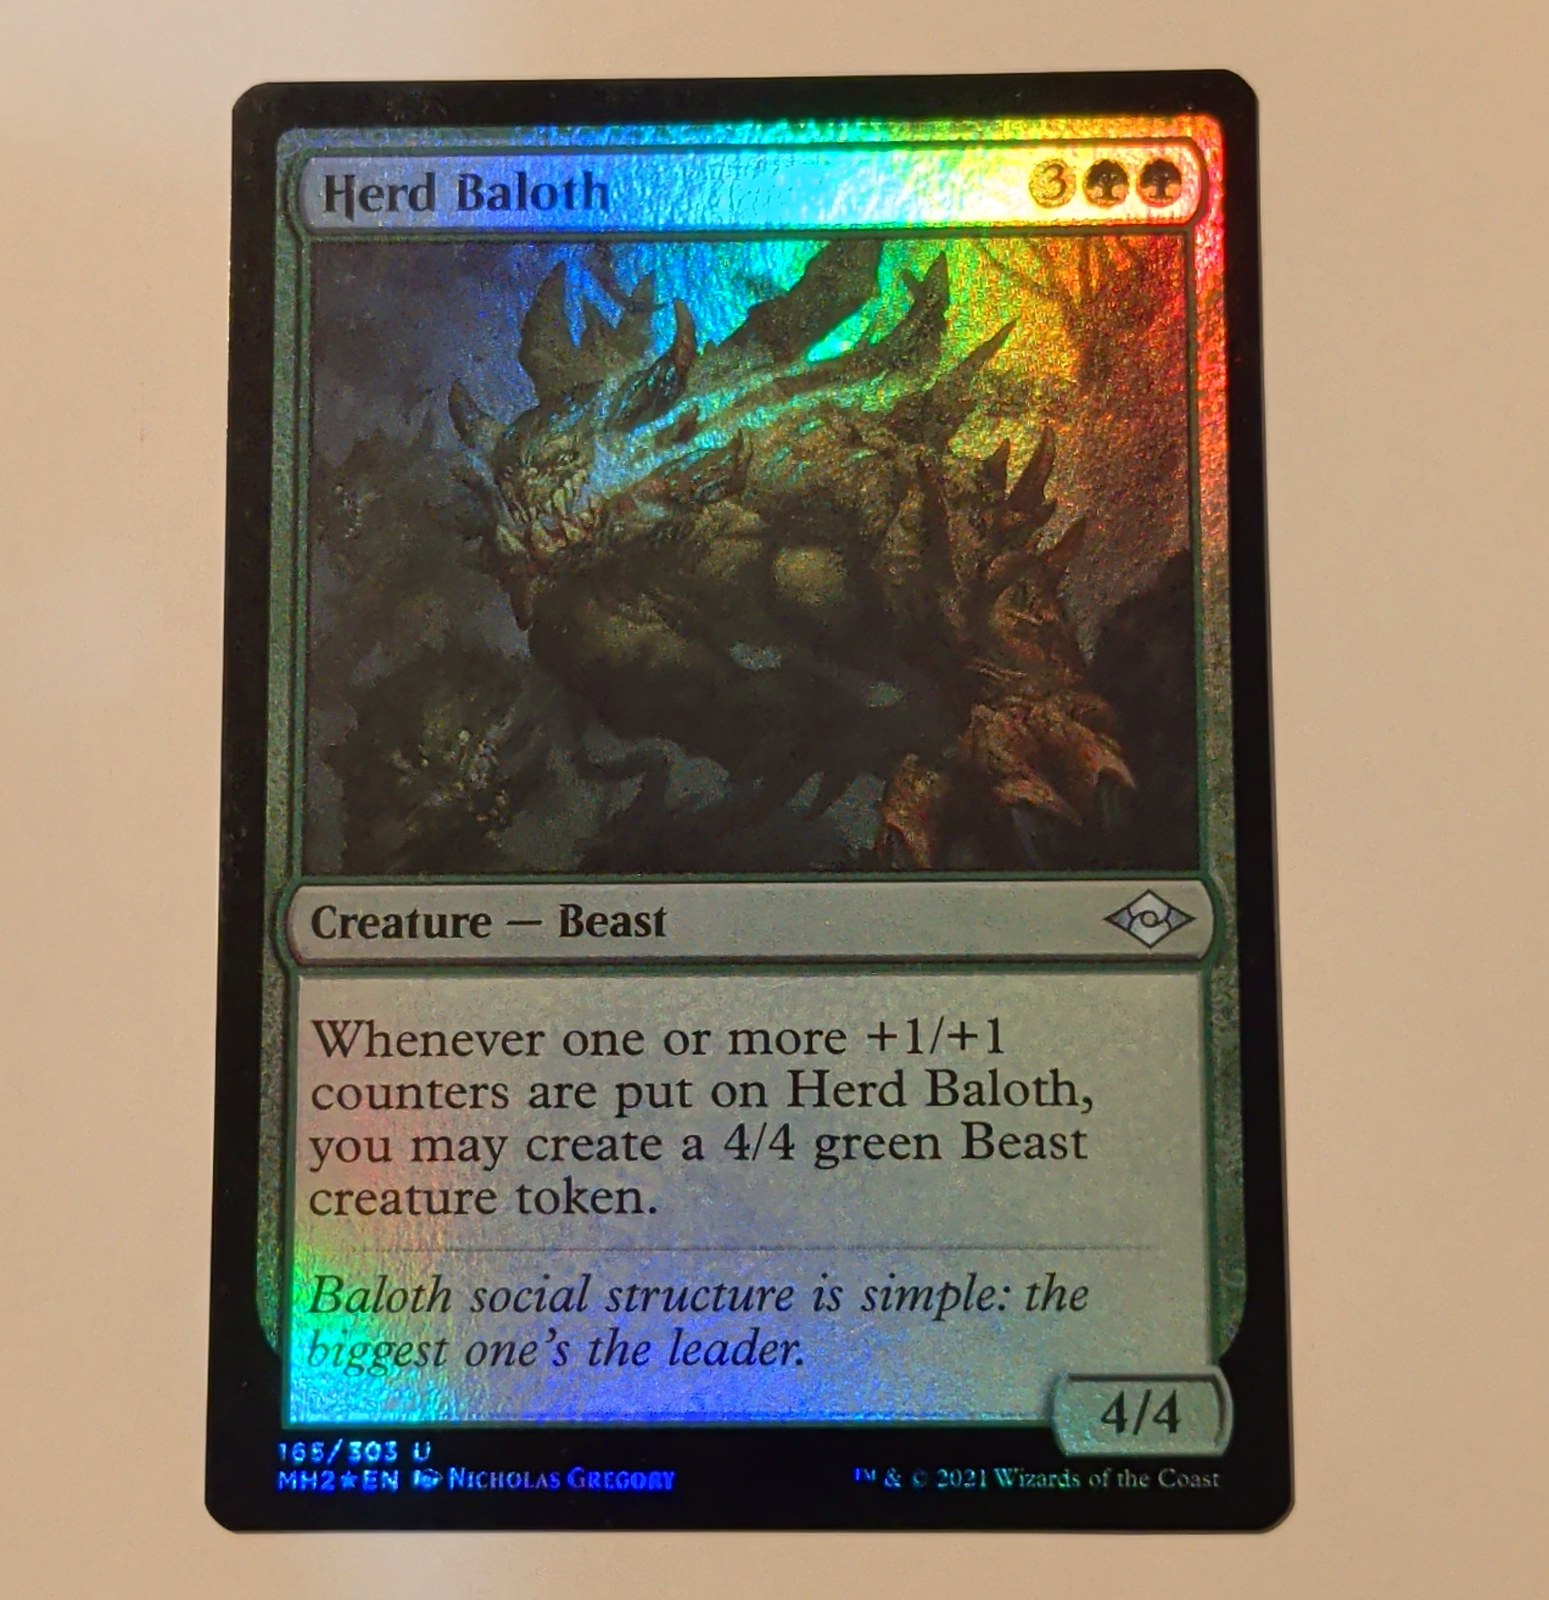 Herd Baloth 3
Creature — Beast
Whenever one or more +1/+1
counters are put on Herd Baloth,
you may create a 4/4 green Beast
creature token.
Baloth social structure is simple: the
biggest one's the leader.
4/4
165/303 U
MH2★EN Nicholas Gregory ™ & © 2021 Wizards of the Coast